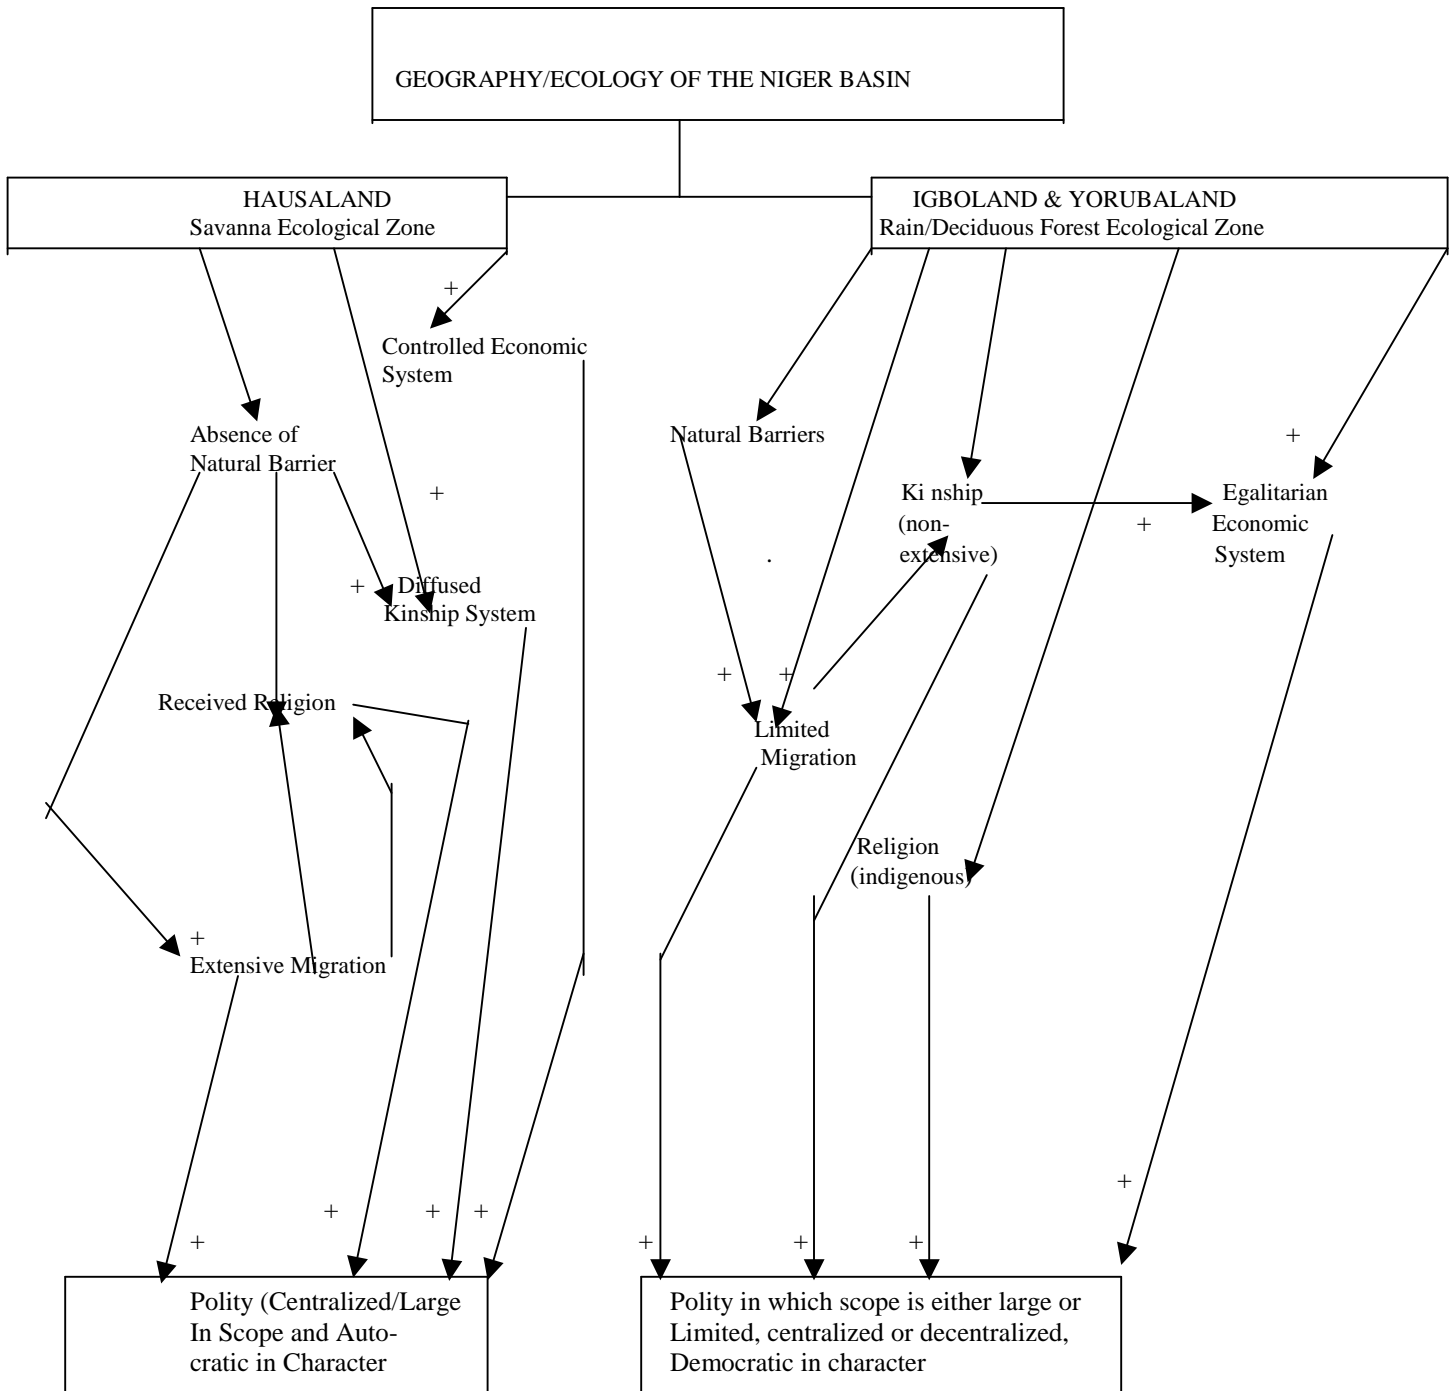 GEOGRAPHY/ECOLOGY OF THE NIGER BASIN
HAUSALAND
Savanna Ecological Zone
IGBOLAND & YORUBALAND
Rain/Deciduous Forest Ecological Zone
+
Controlled Economic
System
Absence of
Natural Barrier
Natural Barriers
+
+
Ki nship
(non-
extensive)
+
Egalitarian
Economic
System
+ Diffused
Kinship System
.
Received Religion
+
+
Limited
Migration
Religion
(indigenous)
+
Extensive Migration
+
+
+
+
+
+
+
+
Polity (Centralized/Large
In Scope and Auto-
cratic in Character
Polity in which scope is either large or
Limited, centralized or decentralized,
Democratic in character